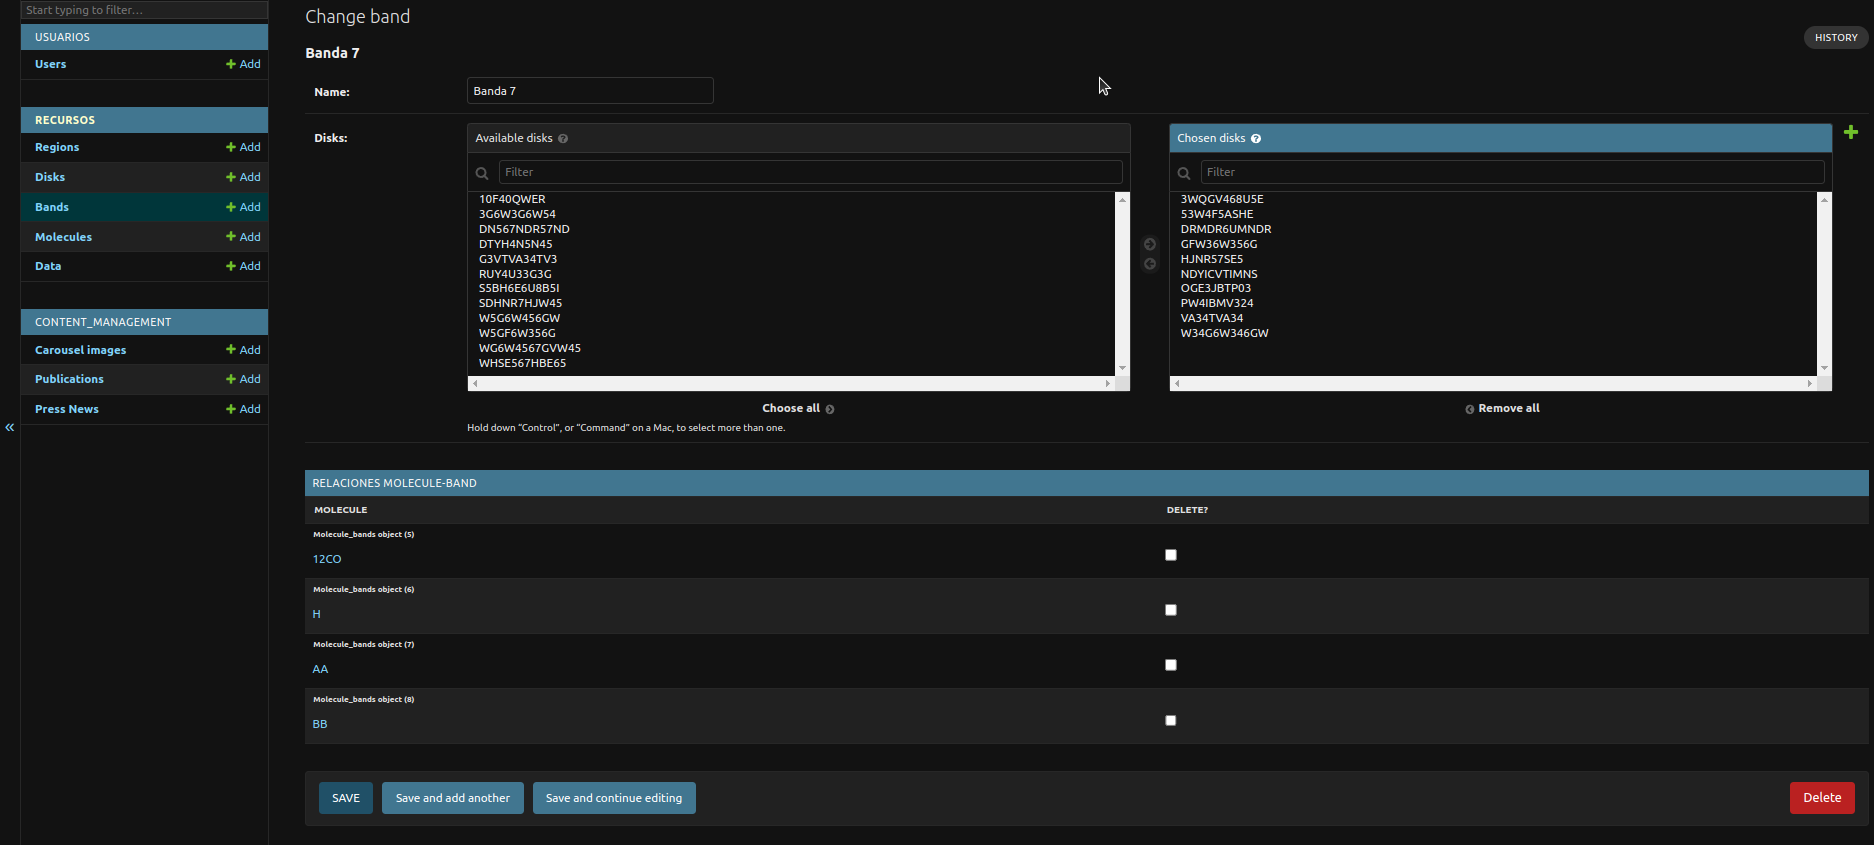 Start typing to filter...
USUARIOS
Users + Add
RECURSOS
Regions + Add
Disks + Add
Bands + Add
Molecules + Add
Data + Add
CONTENT_MANAGEMENT
Carousel images + Add
Publications + Add
Press News + Add
«
Change band
Banda 7
HISTORY
Name: Banda 7
Disks:
Available disks ?
Filter
10F40QWER
3G6W3G6W54
DN567NDR57ND
DTYH4N5N45
G3VTVA34TV3
RUY4U33G3G
S5BH6E6U8B5I
SDHNR7HJW45
W5G6W456GW
W5GF6W356G
WG6W4567GVW45
WHSE567HBE65
Choose all
Hold down “Control”, or “Command” on a Mac, to select more than one.
Chosen disks ?
Filter
3WQGV468U5E
53W4F5ASHE
DRMDR6UMNDR
GFW36W356G
HJNR57SE5
NDYICVTIMNS
OGE3JBTP03
PW4IBMV324
VA34TVA34
W34G6W346GW
Remove all
RELACIONES MOLECULE-BAND
MOLECULE DELETE?
Molecule_bands object (5)
12CO
Molecule_bands object (6)
H
Molecule_bands object (7)
AA
Molecule_bands object (8)
BB
SAVE Save and add another Save and continue editing Delete